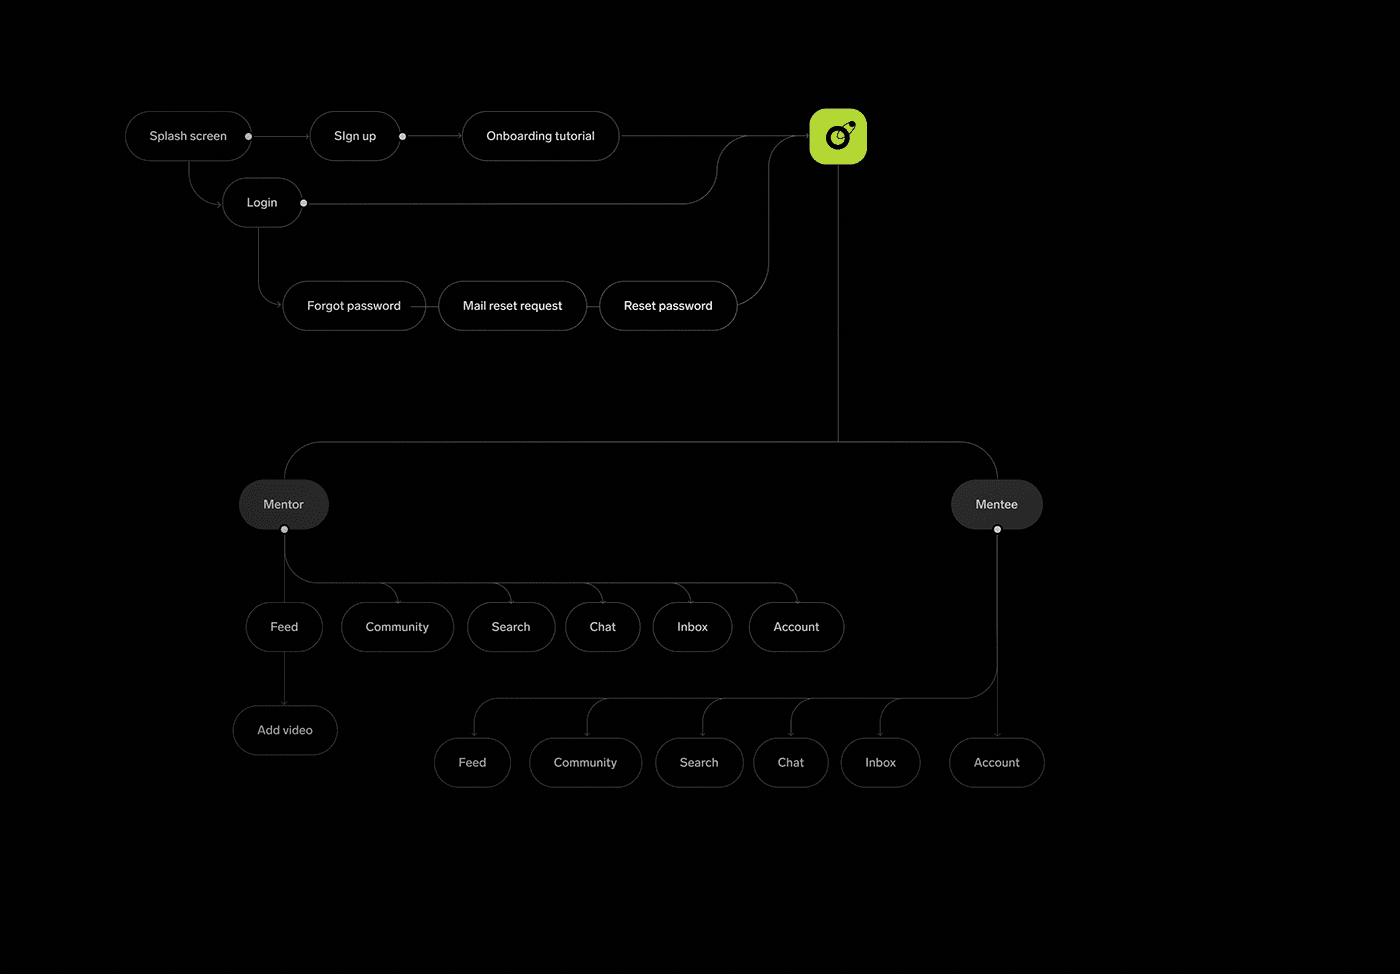 Splash screen
SIgn up
Onboarding tutorial
Login
Forgot password
Mail reset request
Reset password
Mentor
Mentee
Feed
Community
Search
Chat
Inbox
Account
Add video
Feed
Community
Search
Chat
Inbox
Account